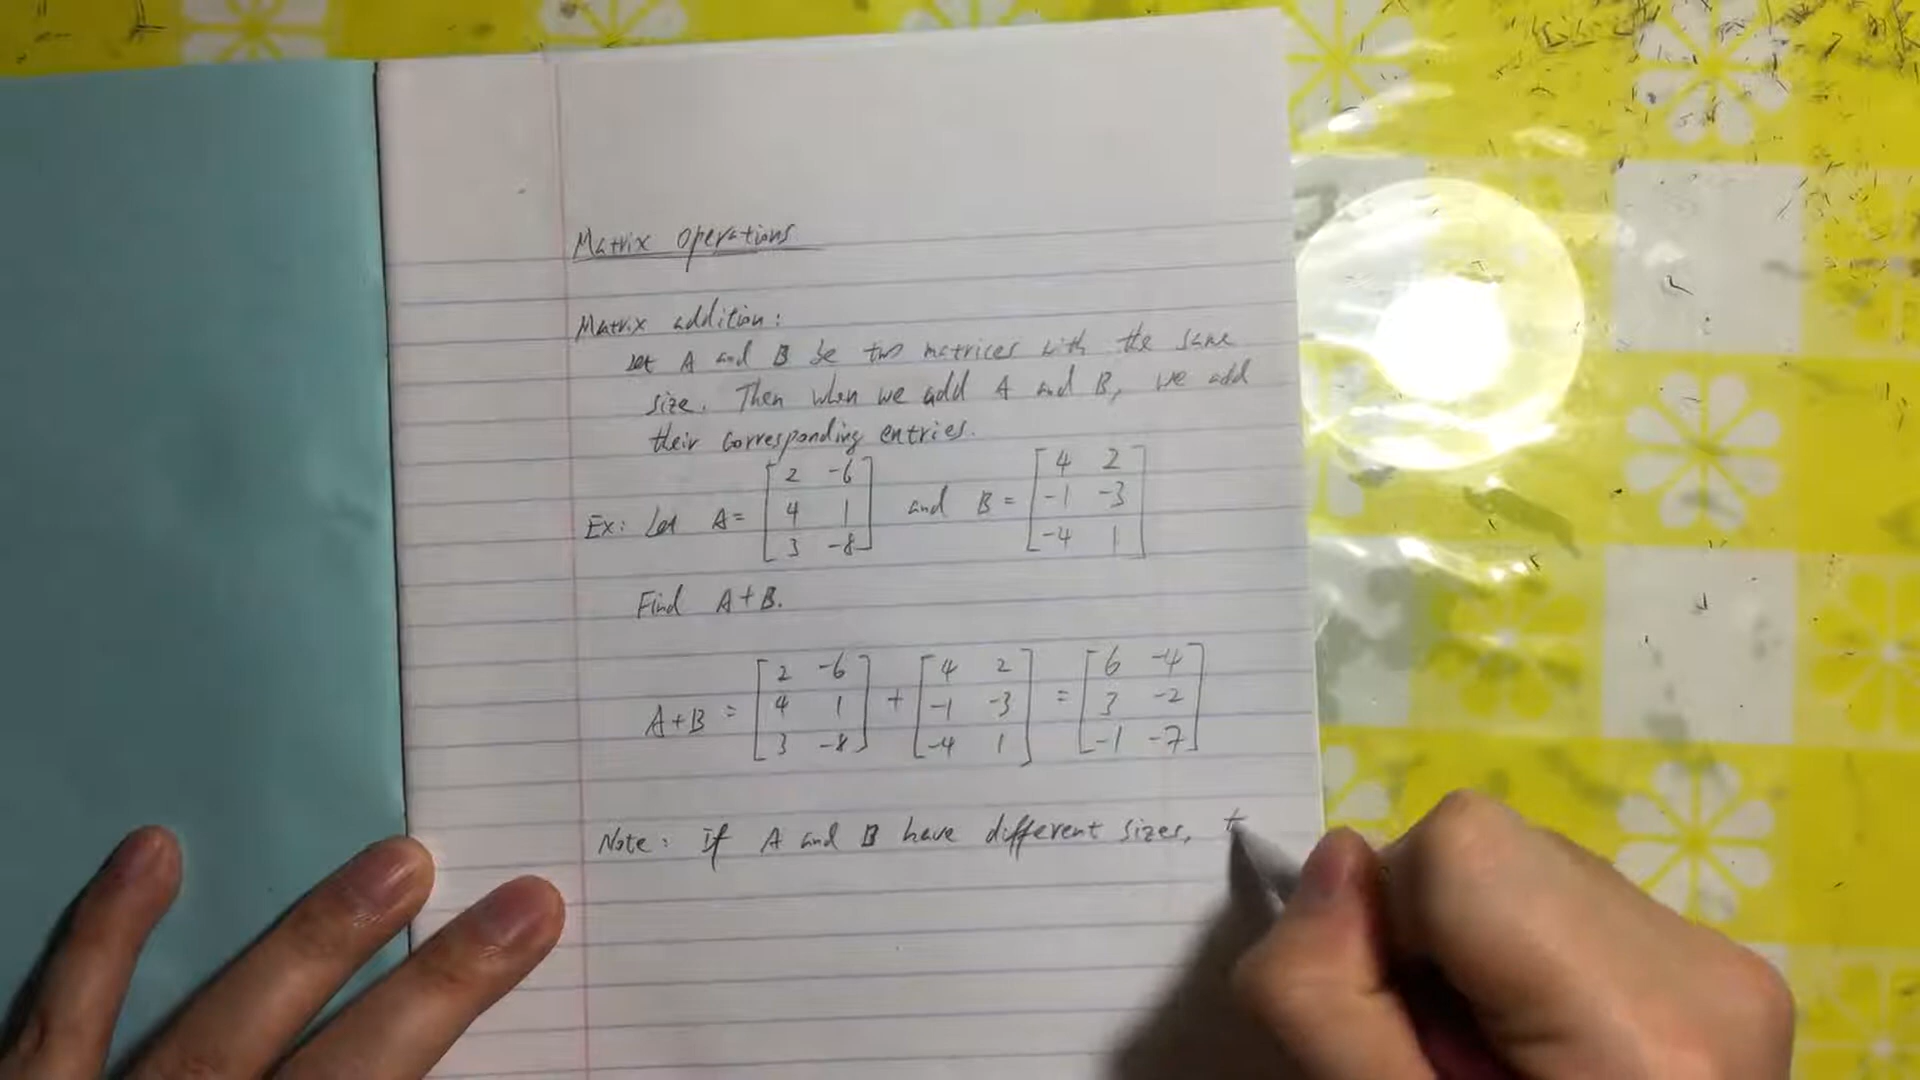 Matrix Operations
Matrix addition:
Let A and B be two matrices with the same
size. Then when we add A and B, we add
their corresponding entries.
Ex: Let A = [2 -6; 4 1; 3 -8] and B = [4 2; -1 -3; -4 1]
Find A+B.
A+B = [2 -6; 4 1; 3 -8] + [4 2; -1 -3; -4 1] = [6 -4; 3 -2; -1 -7]
Note: If A and B have different sizes, t